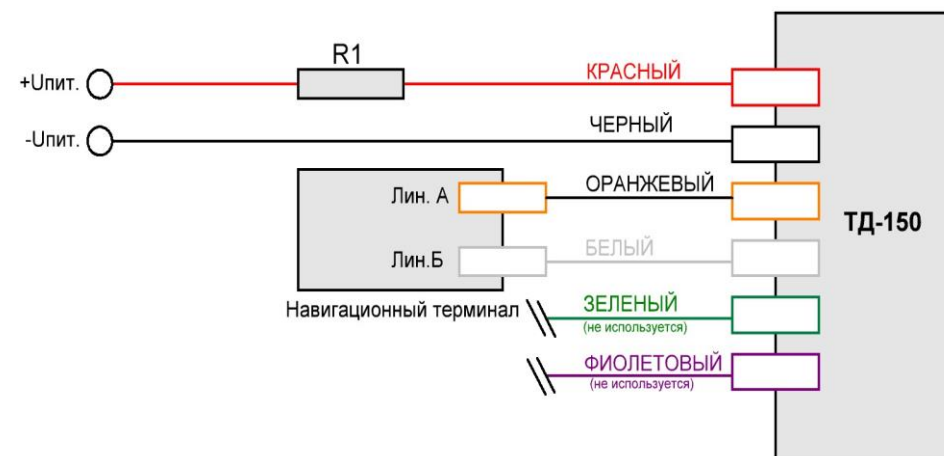 R1
+Uпит.
КРАСНЫЙ
-Uпит.
ЧЕРНЫЙ
Лин. А
ОРАНЖЕВЫЙ
ТД-150
Лин.Б
БЕЛЫЙ
Навигационный терминал
ЗЕЛЕНЫЙ
(не используется)
ФИОЛЕТОВЫЙ
(не используется)